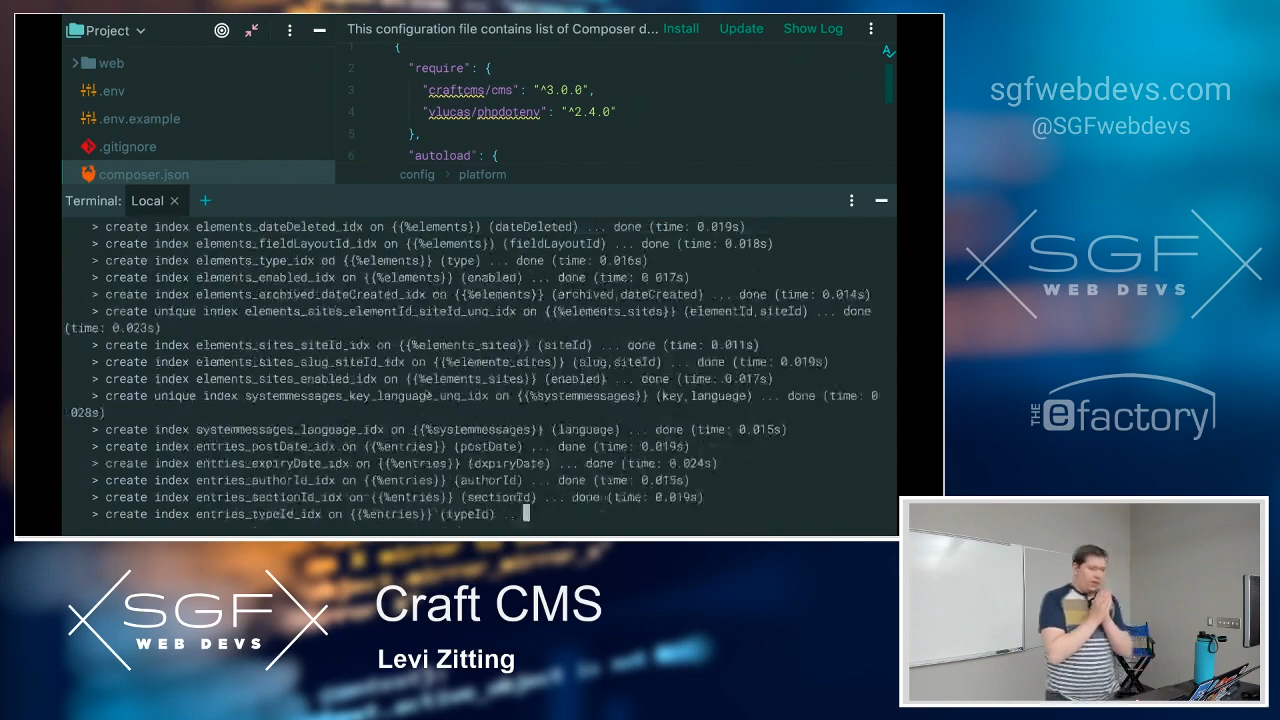 Project
This configuration file contains list of Composer d... Install Update Show Log
web
.env
.env.example
.gitignore
composer.json
1 {
2 "require": {
3 "craftcms/cms": "^3.0.0",
4 "vlucas/phpdotenv": "^2.4.0"
5 },
6 "autoload": {
config > platform
Terminal: Local × +
> create index elements_dateDeleted_idx on {{%elements}} (dateDeleted) ... done (time: 0.019s)
> create index elements_fieldLayoutId_idx on {{%elements}} (fieldLayoutId) ... done (time: 0.018s)
> create index elements_type_idx on {{%elements}} (type) ... done (time: 0.016s)
> create index elements_enabled_idx on {{%elements}} (enabled) ... done (time: 0.017s)
> create index elements_archived_dateCreated_idx on {{%elements}} (archived,dateCreated) ... done (time: 0.014s)
> create unique index elements_sites_elementId_siteId_unq_idx on {{%elements_sites}} (elementId,siteId) ... done
(time: 0.023s)
> create index elements_sites_siteId_idx on {{%elements_sites}} (siteId) ... done (time: 0.011s)
> create index elements_sites_slug_siteId_idx on {{%elements_sites}} (slug,siteId) ... done (time: 0.019s)
> create index elements_sites_enabled_idx on {{%elements_sites}} (enabled) ... done (time: 0.017s)
> create unique index systemmessages_key_language_unq_idx on {{%systemmessages}} (key,language) ... done (time: 0
028s)
> create index systemmessages_language_idx on {{%systemmessages}} (language) ... done (time: 0.015s)
> create index entries_postDate_idx on {{%entries}} (postDate) ... done (time: 0.019s)
> create index entries_expiryDate_idx on {{%entries}} (expiryDate) ... done (time: 0.024s)
> create index entries_authorId_idx on {{%entries}} (authorId) ... done (time: 0.015s)
> create index entries_sectionId_idx on {{%entries}} (sectionId) ... done (time: 0.019s)
> create index entries_typeId_idx on {{%entries}} (typeId) ...
sgfwebdevs.com
@SGFwebdevs
SGF
WEB DEVS
THE efactory
SGF
WEB DEVS
Craft CMS
Levi Zitting